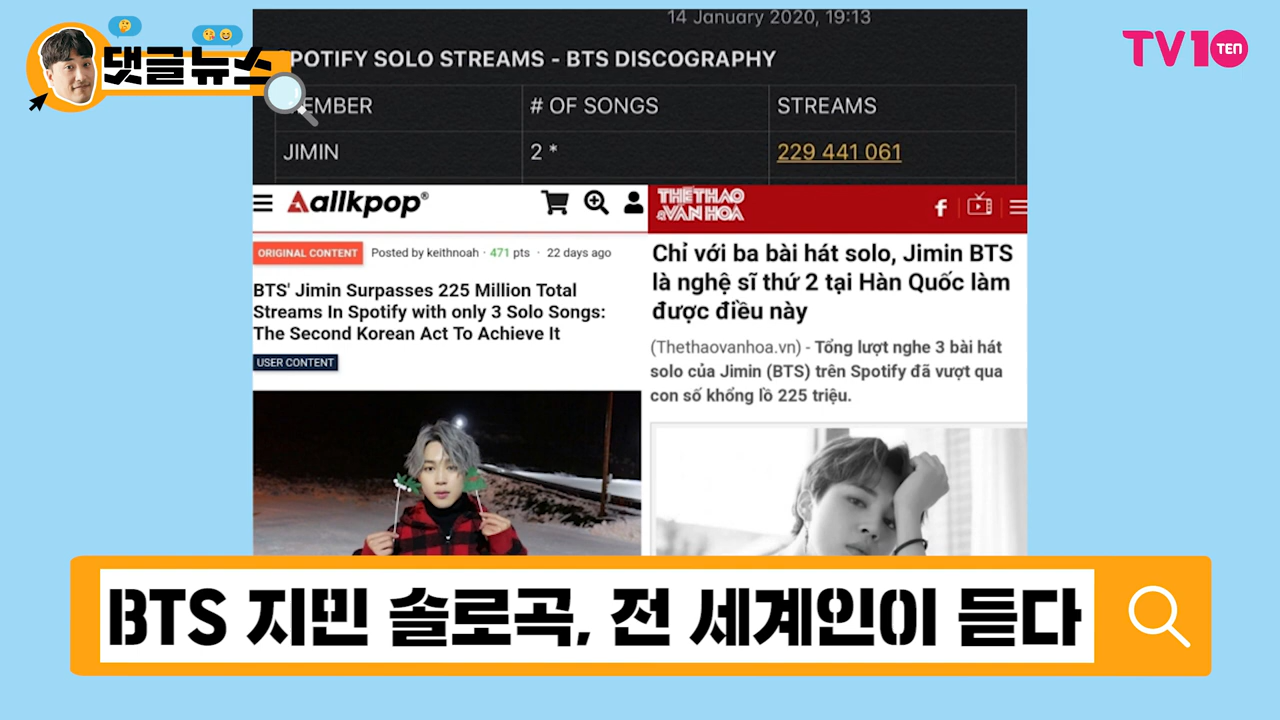 14 January 2020, 19:13
댓글뉴스
TV10
TEN
POTIFY SOLO STREAMS - BTS DISCOGRAPHY
EMBER # OF SONGS STREAMS
JIMIN 2 * 229 441 061
allkpop®
THỂTHAO
&VĂN HÓA
ORIGINAL CONTENT Posted by keithnoah · 471 pts · 22 days ago
BTS' Jimin Surpasses 225 Million Total
Streams In Spotify with only 3 Solo Songs:
The Second Korean Act To Achieve It
USER CONTENT
Chỉ với ba bài hát solo, Jimin BTS
là nghệ sĩ thứ 2 tại Hàn Quốc làm
được điều này
(Thethaovanhoa.vn) - Tổng lượt nghe 3 bài hát
solo của Jimin (BTS) trên Spotify đã vượt qua
con số khổng lồ 225 triệu.
BTS 지민 솔로곡, 전 세계인이 듣다